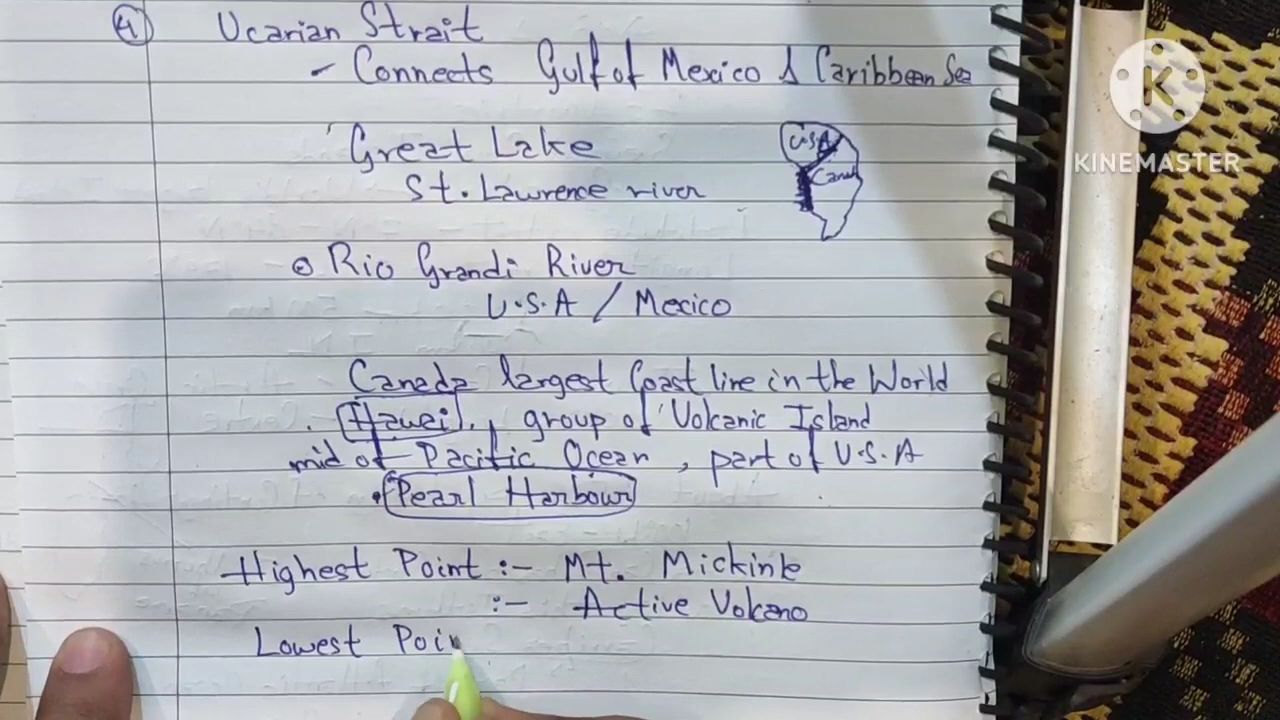 4 Ucarian Strait
- Connects Gulf of Mexico & Caribbean Sea
Great Lake
St. Lawrence river
U.S.A
Canada
Rio Grandi River
U.S.A / Mexico
Canada largest Coast line in the World
Hawei, group of Volcanic Island
mid of Pacific Ocean, part of U.S.A
Pearl Harbour
Highest Point :- Mt. Mickinle
:- Active Volcano
Lowest Poin
K
KINEMASTER